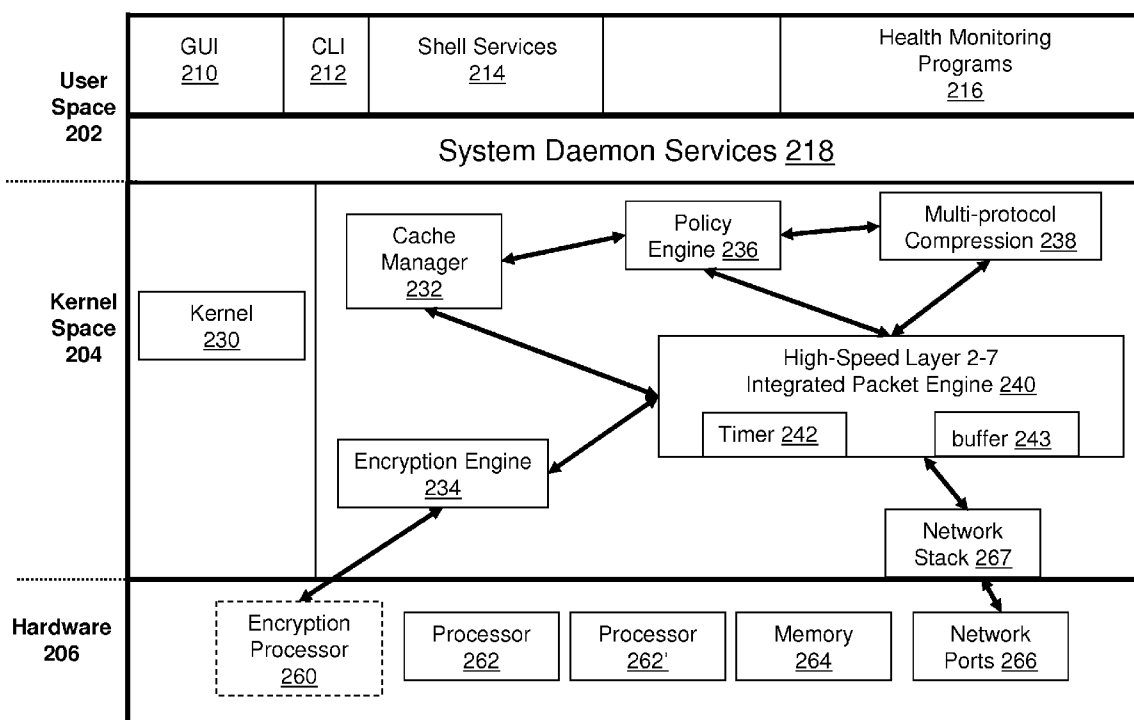 GUI
210
CLI
212
Shell Services
214
Health Monitoring
Programs
216
User
Space
202
System Daemon Services 218
Cache
Manager
232
Policy
Engine 236
Multi-protocol
Compression 238
Kernel
Space
204
Kernel
230
High-Speed Layer 2-7
Integrated Packet Engine 240
Timer 242
buffer 243
Encryption Engine
234
Network
Stack 267
Hardware
206
Encryption
Processor
260
Processor
262
Processor
262'
Memory
264
Network
Ports 266